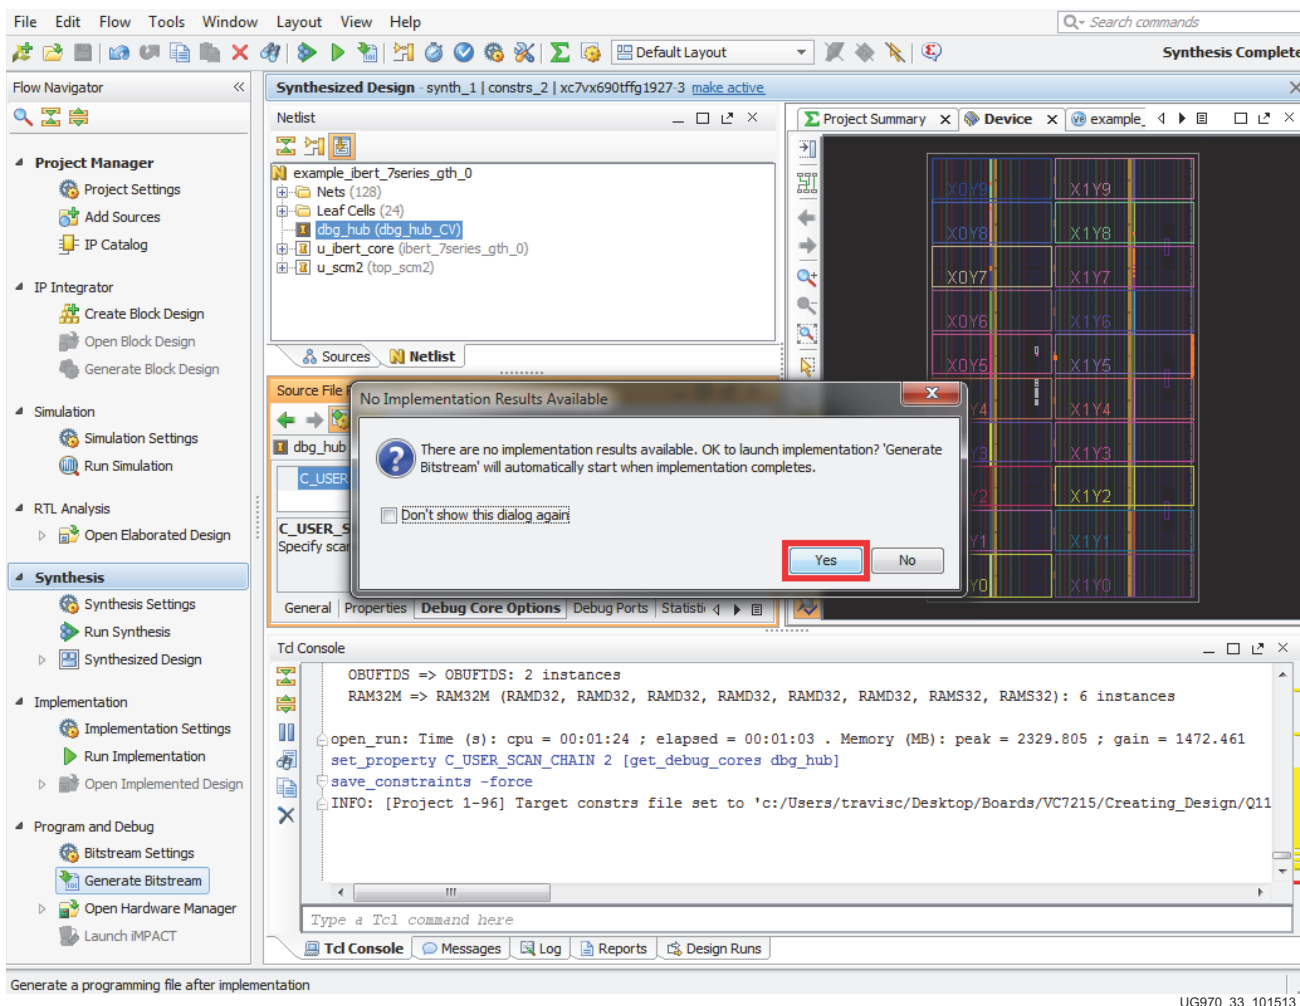 File Edit Flow Tools Window Layout View Help
Search commands
Default Layout
Synthesis Complete
Flow Navigator
Project Manager
Project Settings
Add Sources
IP Catalog
IP Integrator
Create Block Design
Open Block Design
Generate Block Design
Simulation
Simulation Settings
Run Simulation
RTL Analysis
Open Elaborated Design
Synthesis
Synthesis Settings
Run Synthesis
Synthesized Design
Implementation
Implementation Settings
Run Implementation
Open Implemented Design
Program and Debug
Bitstream Settings
Generate Bitstream
Open Hardware Manager
Launch iMPACT
Synthesized Design - synth_1 | constrs_2 | xc7vx690tffg1927-3 make active
Netlist
example_ibert_7series_gth_0
Nets (128)
Leaf Cells (24)
dbg_hub (dbg_hub_CV)
u_ibert_core (ibert_7series_gth_0)
u_scm2 (top_scm2)
Sources Netlist
Project Summary Device example_
X0Y9 X1Y9
X0Y8 X1Y8
X0Y7 X1Y7
X0Y6 X1Y6
X0Y5 X1Y5
Y4 X1Y4
3 X1Y3
2 X1Y2
Y1 X1Y1
Y0 X1Y0
Source File
dbg_hub
C_USER
C_USER_S
Specify scan
No Implementation Results Available
There are no implementation results available. OK to launch implementation? 'Generate
Bitstream' will automatically start when implementation completes.
Don't show this dialog again
Yes No
General Properties Debug Core Options Debug Ports Statisti
Tcl Console
OBUFTDS => OBUFTDS: 2 instances
RAM32M => RAM32M (RAMD32, RAMD32, RAMD32, RAMD32, RAMD32, RAMD32, RAMS32, RAMS32): 6 instances
open_run: Time (s): cpu = 00:01:24 ; elapsed = 00:01:03 . Memory (MB): peak = 2329.805 ; gain = 1472.461
set_property C_USER_SCAN_CHAIN 2 [get_debug_cores dbg_hub]
save_constraints -force
INFO: [Project 1-96] Target constrs file set to 'c:/Users/travisc/Desktop/Boards/VC7215/Creating_Design/Q11
Type a Tcl command here
Tcl Console Messages Log Reports Design Runs
Generate a programming file after implementation
UG970_33_101513